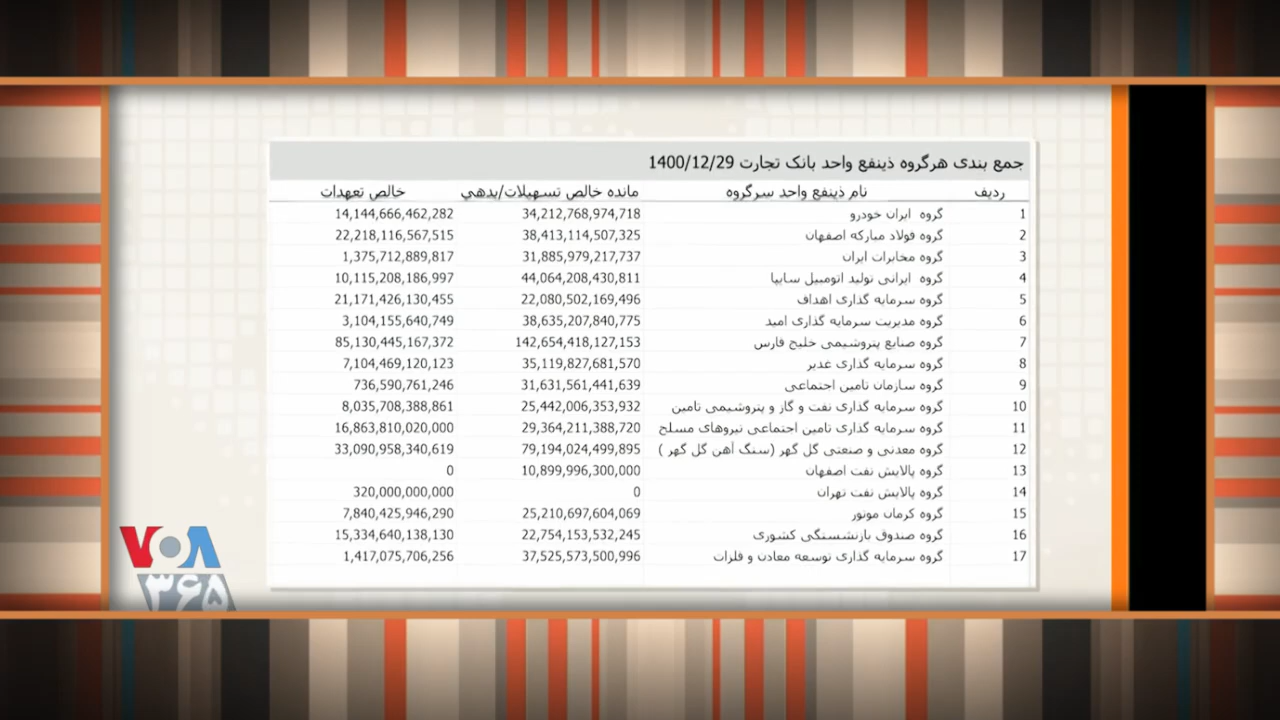 جمع بندی هرگروه ذینفع واحد بانک تجارت 1400/12/29
ردیف نام ذینفع واحد سرگروه مانده خالص تسهیلات/بدهي خالص تعهدات
1 گروه ایران خودرو 34,212,768,974,718 14,144,666,462,282
2 گروه فولاد مبارکه اصفهان 38,413,114,507,325 22,218,116,567,515
3 گروه مخابرات ایران 31,885,979,217,737 1,375,712,889,817
4 گروه ایرانی تولید اتومبیل سایپا 44,064,208,430,811 10,115,208,186,997
5 گروه سرمایه گذاری اهداف 22,080,502,169,496 21,171,426,130,455
6 گروه مدیریت سرمایه گذاری امید 38,635,207,840,775 3,104,155,640,749
7 گروه صنایع پتروشیمی خلیج فارس 142,654,418,127,153 85,130,445,167,372
8 گروه سرمایه گذاری غدیر 35,119,827,681,570 7,104,469,120,123
9 گروه سازمان تامین اجتماعی 31,631,561,441,639 736,590,761,246
10 گروه سرمایه گذاری نفت و گاز و پتروشیمی تامین 25,442,006,353,932 8,035,708,388,861
11 گروه سرمایه گذاری تامین اجتماعی نیروهای مسلح 29,364,211,388,720 16,863,810,020,000
12 گروه معدنی و صنعتی گل گهر (سنگ آهن گل گهر ) 79,194,024,499,895 33,090,958,340,619
13 گروه پالایش نفت اصفهان 10,899,996,300,000 0
14 گروه پالایش نفت تهران 0 320,000,000,000
15 گروه کرمان موتور 25,210,697,604,069 7,840,425,946,290
16 گروه صندوق بازنشستگی کشوری 22,754,153,532,245 15,334,640,138,130
17 گروه سرمایه گذاری توسعه معادن و فلزات 37,525,573,500,996 1,417,075,706,256
VOA
۳۶۵